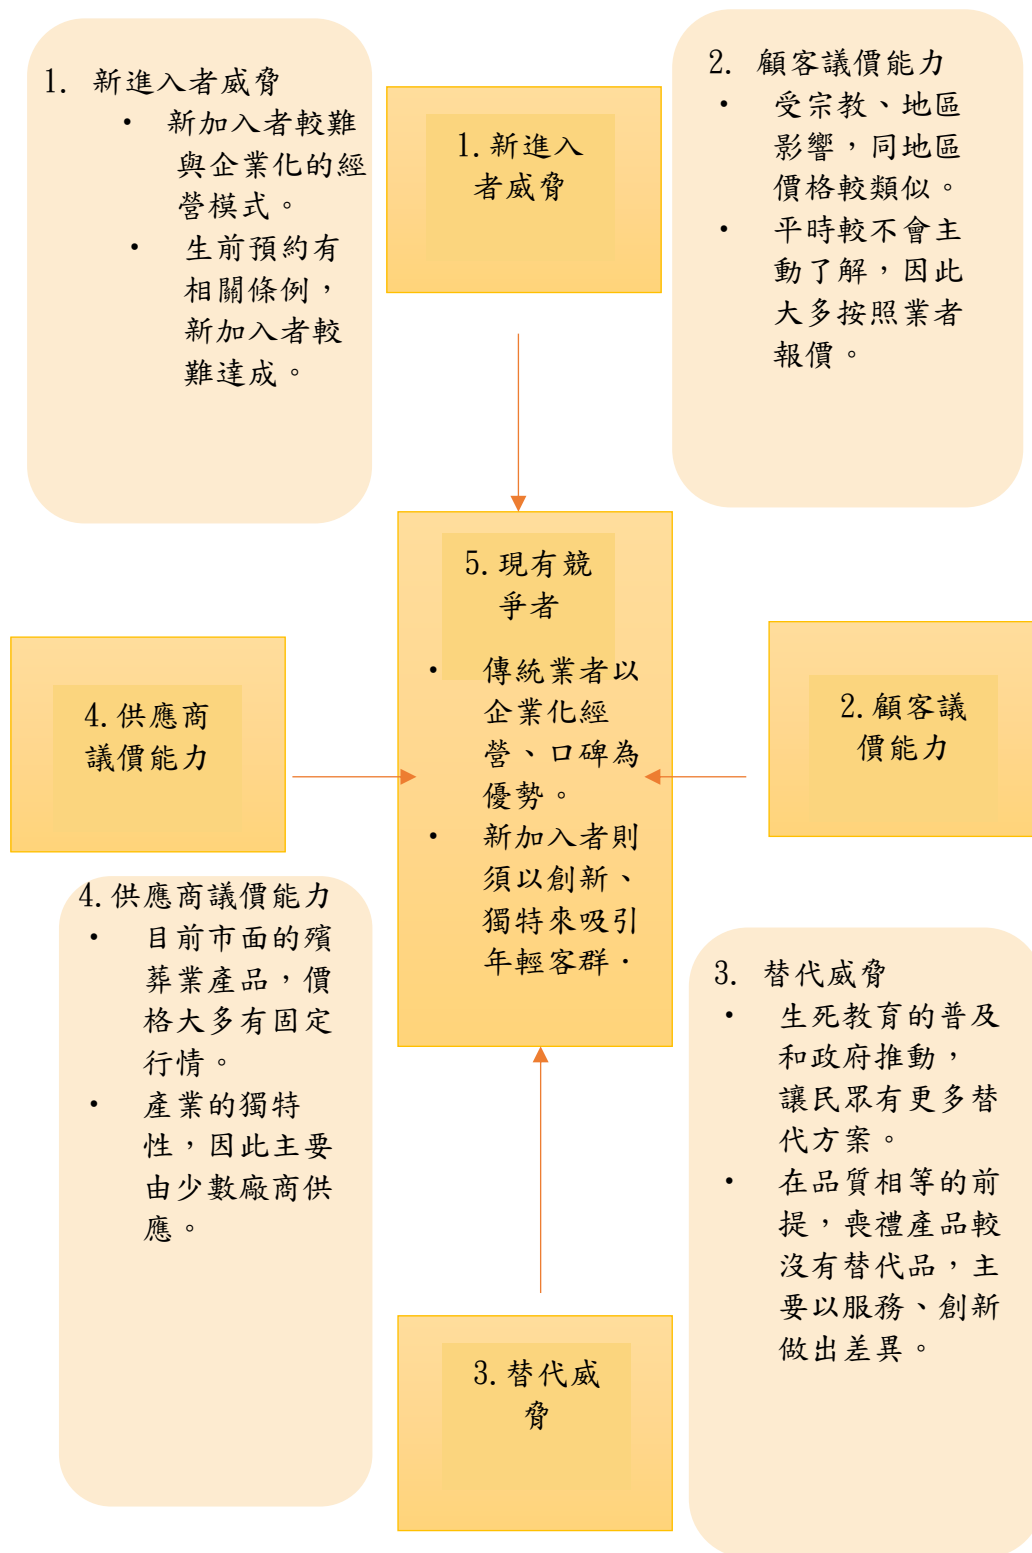 1. 新進入者威脅
• 新加入者較難
與企業化的經
營模式。
• 生前預約有
相關條例，
新加入者較
難達成。
1.新進入
者威脅
2. 顧客議價能力
• 受宗教、地區
影響，同地區
價格較類似。
• 平時較不會主
動了解，因此
大多按照業者
報價。
5.現有競
爭者
• 傳統業者以
企業化經
營、口碑為
優勢。
• 新加入者則
須以創新、
獨特來吸引
年輕客群．
4.供應商
議價能力
2.顧客議
價能力
4.供應商議價能力
• 目前市面的殯
葬業產品，價
格大多有固定
行情。
• 產業的獨特
性，因此主要
由少數廠商供
應。
3. 替代威脅
• 生死教育的普及
和政府推動，
讓民眾有更多替
代方案。
• 在品質相等的前
提，喪禮產品較
沒有替代品，主
要以服務、創新
做出差異。
3.替代威
脅